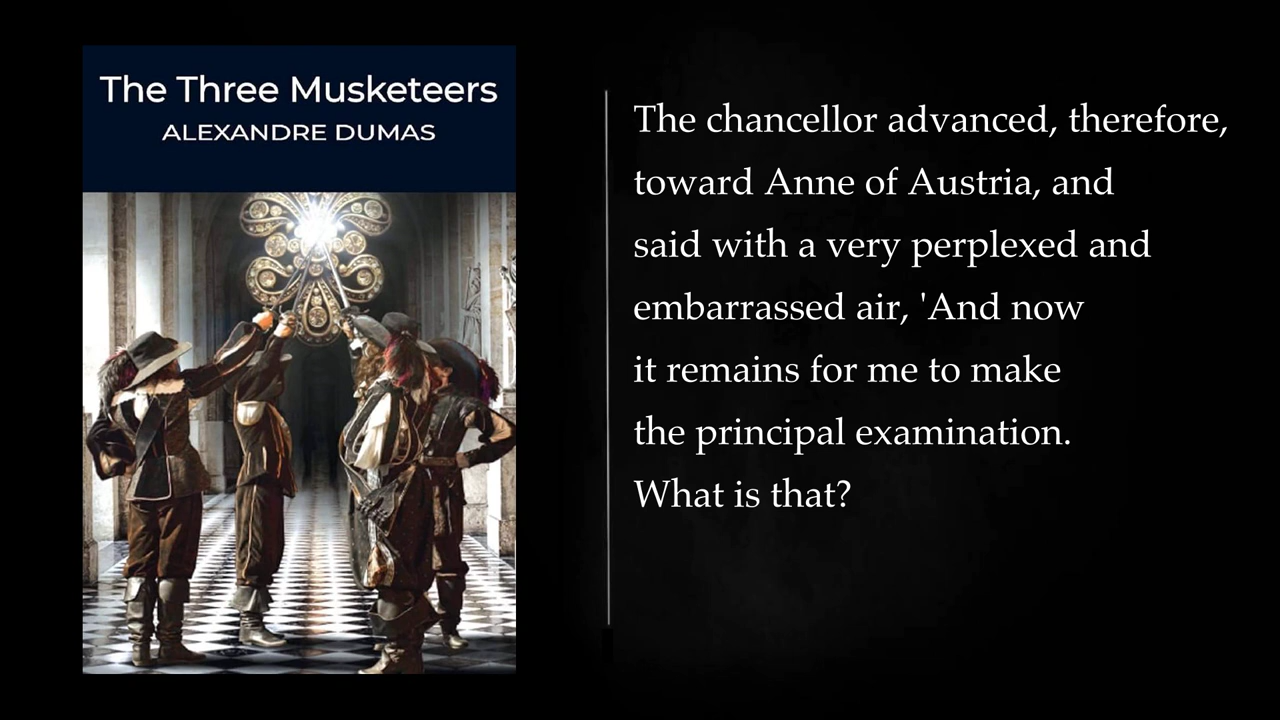 The Three Musketeers
ALEXANDRE DUMAS
The chancellor advanced, therefore,
toward Anne of Austria, and
said with a very perplexed and
embarrassed air, 'And now
it remains for me to make
the principal examination.
What is that?